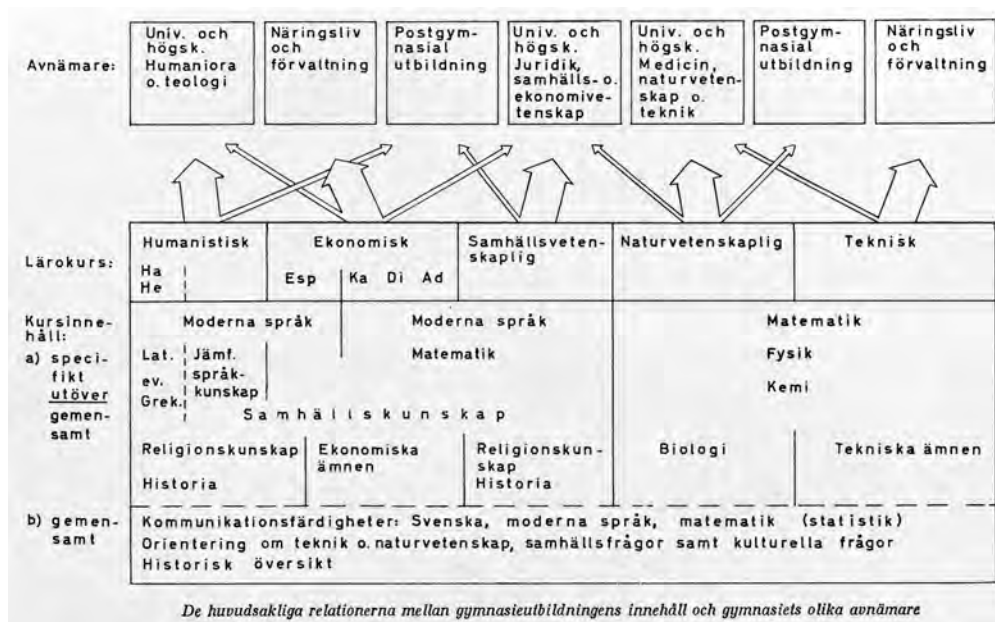 Avnämare:
Univ. och
högsk.
Humaniora
o. teologi
Näringsliv
och
förvaltning
Postgym-
nasial
utbildning
Univ. och
högsk.
Juridik,
samhälls- o.
ekonomive-
tenskap
Univ. och
högsk.
Medicin,
naturveten-
skap o.
teknik
Postgym-
nasial
utbildning
Näringsliv
och
förvaltning
Lärokurs:
Humanistisk
Ha
He
Ekonomisk
Esp Ka Di Ad
Samhällsveten-
skaplig
Naturvetenskaplig
Teknisk
Kursinne-
håll:
a) speci-
fikt
utöver
gemen-
samt
Moderna språk
Moderna språk
Matematik
Lat.
ev.
Grek.
Jämf.
språk-
kunskap
Matematik
Fysik
Kemi
Samhällskunskap
Religionskunskap
Historia
Ekonomiska
ämnen
Religionskun-
skap
Historia
Biologi
Tekniska ämnen
b) gemen-
samt
Kommunikationsfärdigheter: Svenska, moderna språk, matematik (statistik)
Orientering om teknik o. naturvetenskap, samhällsfrågor samt kulturella frågor
Historisk översikt
De huvudsakliga relationerna mellan gymnasieutbildningens innehåll och gymnasiets olika avnämare